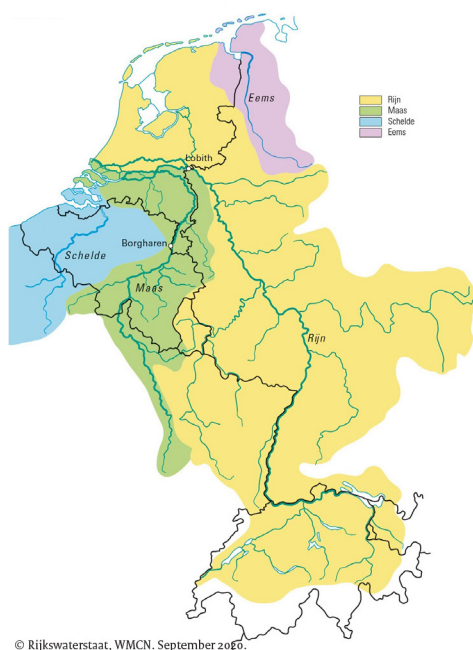 Eems
Rijn
Maas
Schelde
Eems
Lobith
Borgharen
Schelde
Maas
Rijn
© Rijkswaterstaat, WMCN. September 2020.